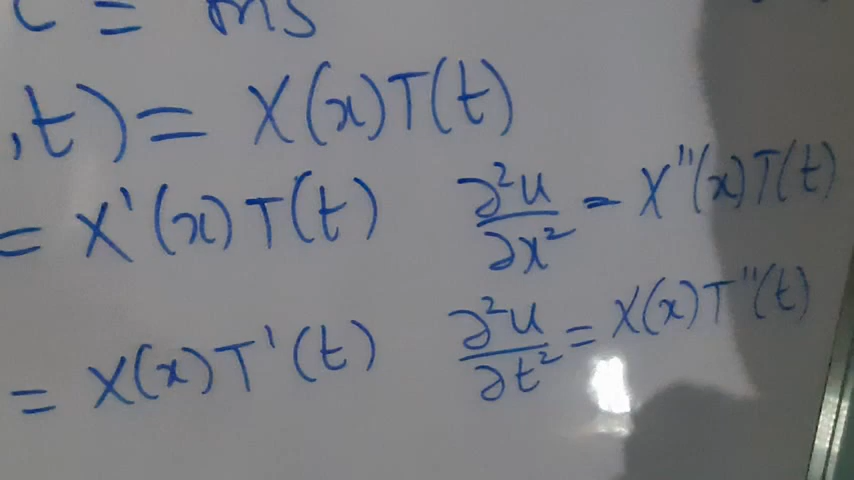 c = ms
,t) = X(x)T(t)
= X'(x)T(t) ∂²u/∂x² = X''(x)T(t)
= X(x)T'(t) ∂²u/∂t² = X(x)T''(t)